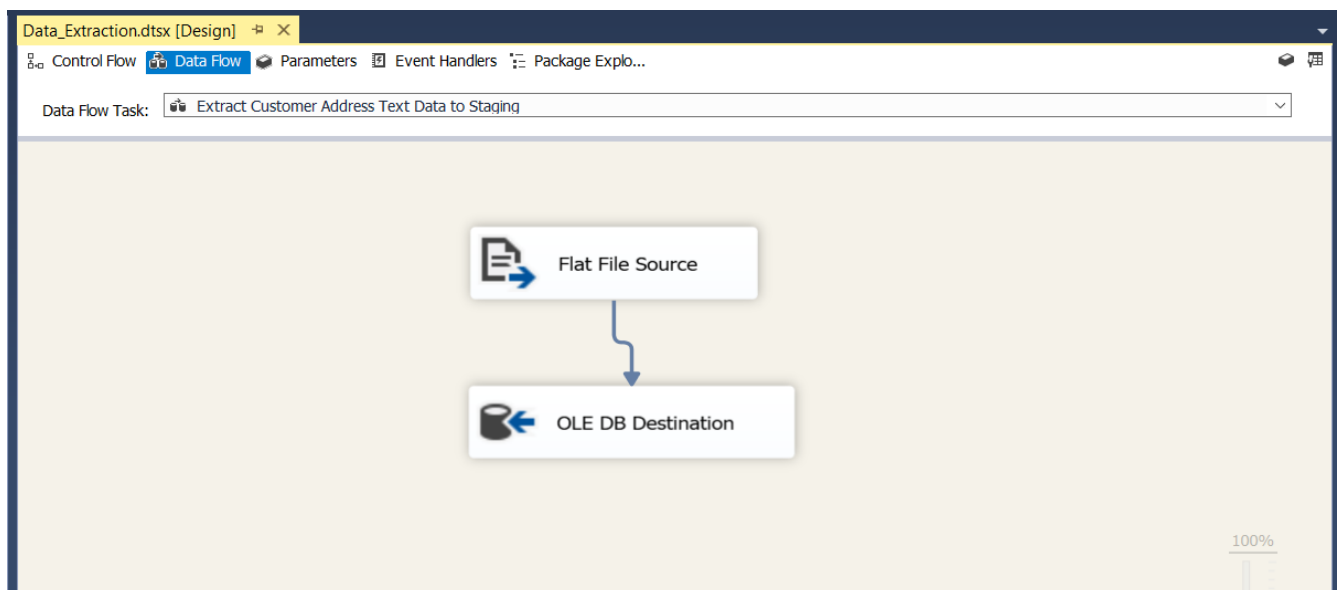 Data_Extraction.dtsx [Design]
Control Flow Data Flow Parameters Event Handlers Package Explo...
Data Flow Task: Extract Customer Address Text Data to Staging
Flat File Source
OLE DB Destination
100%